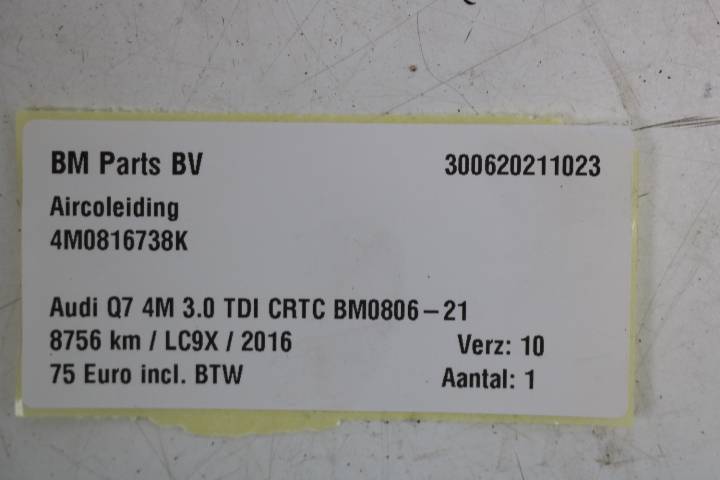 BM Parts BV 300620211023
Aircoleiding
4M0816738K
Audi Q7 4M 3.0 TDI CRTC BM0806-21
8756 km / LC9X / 2016 Verz: 10
75 Euro incl. BTW Aantal: 1